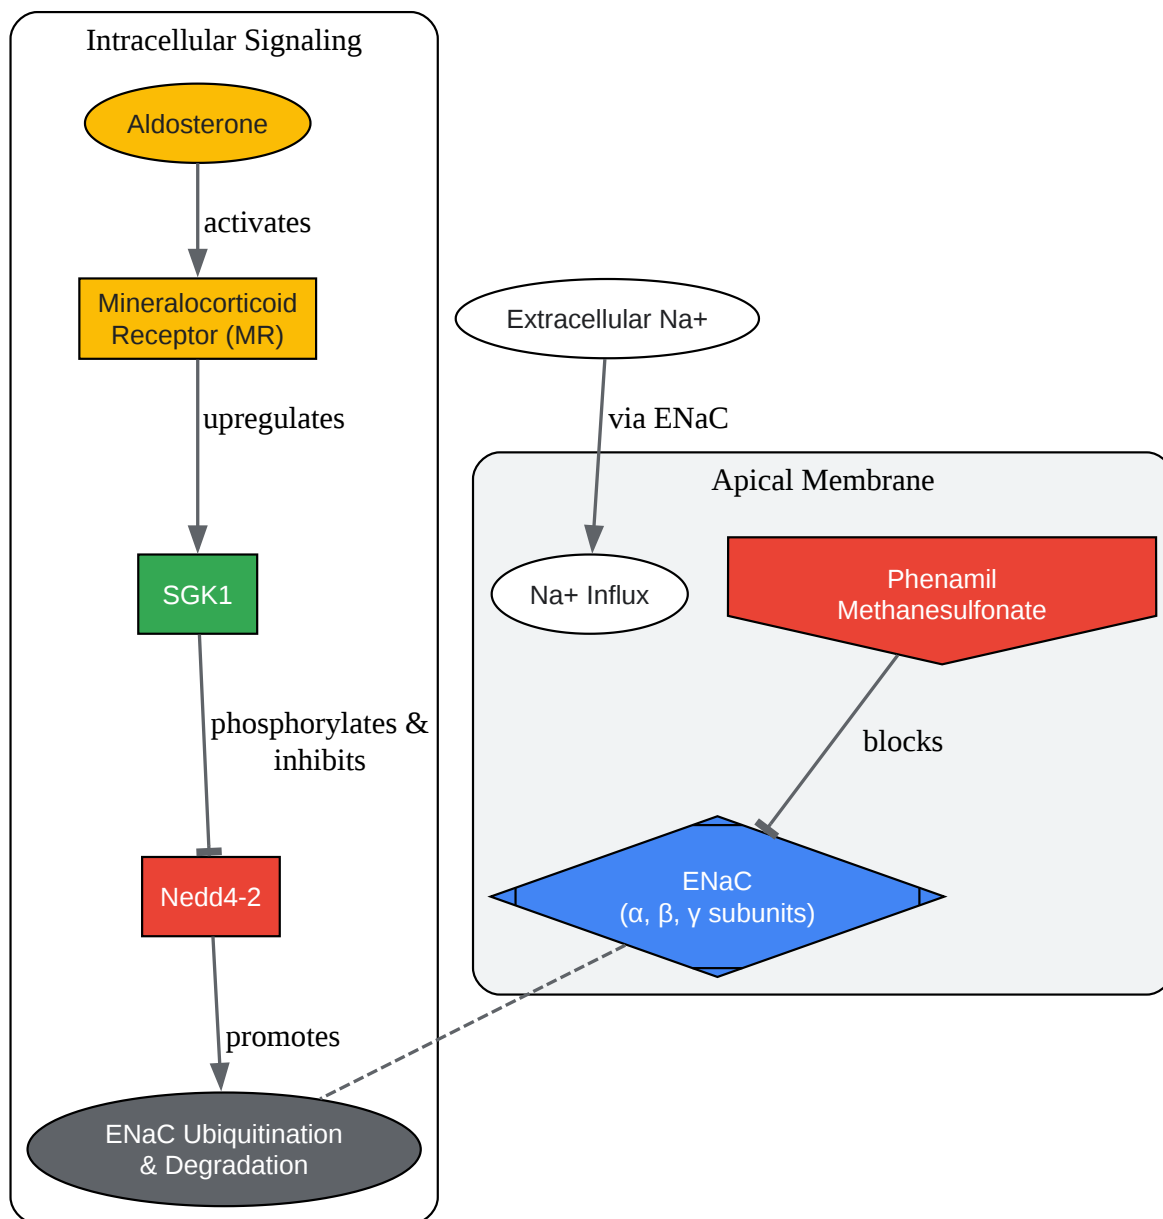 Intracellular Signaling
Aldosterone
activates
Mineralocorticoid
Receptor (MR)
upregulates
SGK1
phosphorylates &
inhibits
Nedd4-2
promotes
ENaC Ubiquitination
& Degradation
Extracellular Na+
via ENaC
Apical Membrane
Na+ Influx
Phenamil
Methanesulfonate
blocks
ENaC
(α, β, γ subunits)